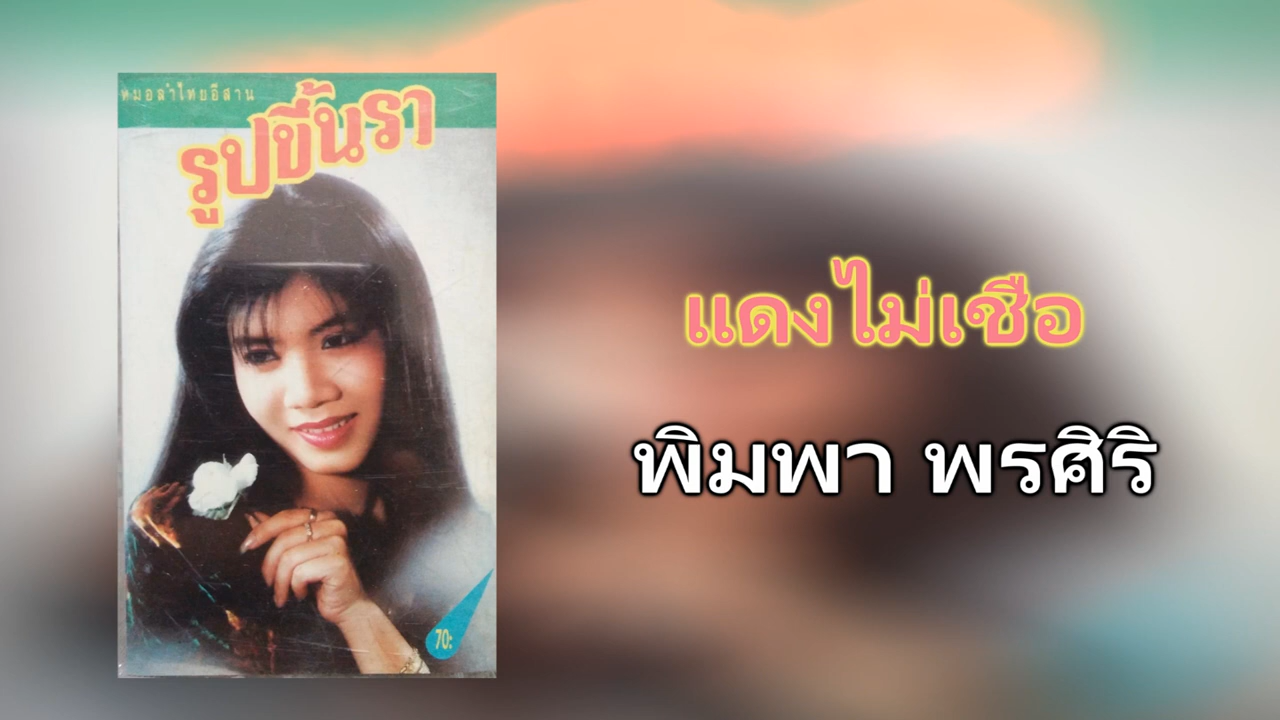 หมอลำไทยอีสาน
รูปขึ้นรา
70.-
แดงไม่เชือ
พิมพา พรศิริ